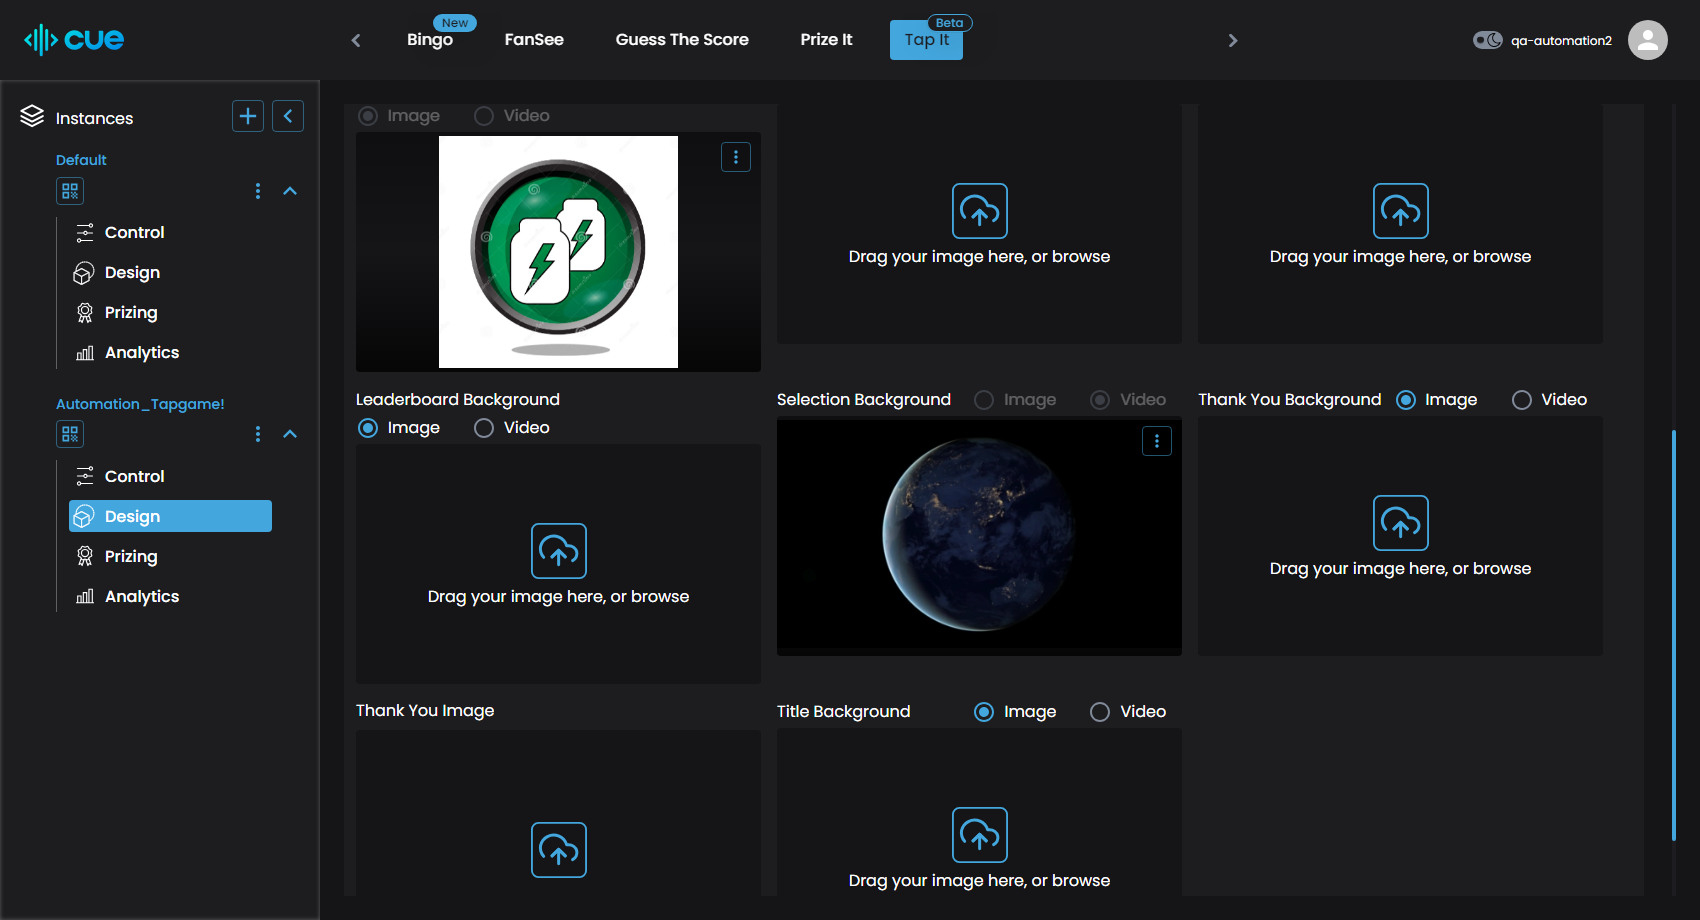 cue
New
Bingo
FanSee
Guess The Score
Prize It
Beta
Tap It
qa-automation2
Instances
Default
Control
Design
Prizing
Analytics
Automation_Tapgame!
Control
Design
Prizing
Analytics
Image
Video
Drag your image here, or browse
Drag your image here, or browse
Leaderboard Background
Image
Video
Drag your image here, or browse
Selection Background
Image
Video
Thank You Background
Image
Video
Drag your image here, or browse
Thank You Image
Title Background
Image
Video
Drag your image here, or browse